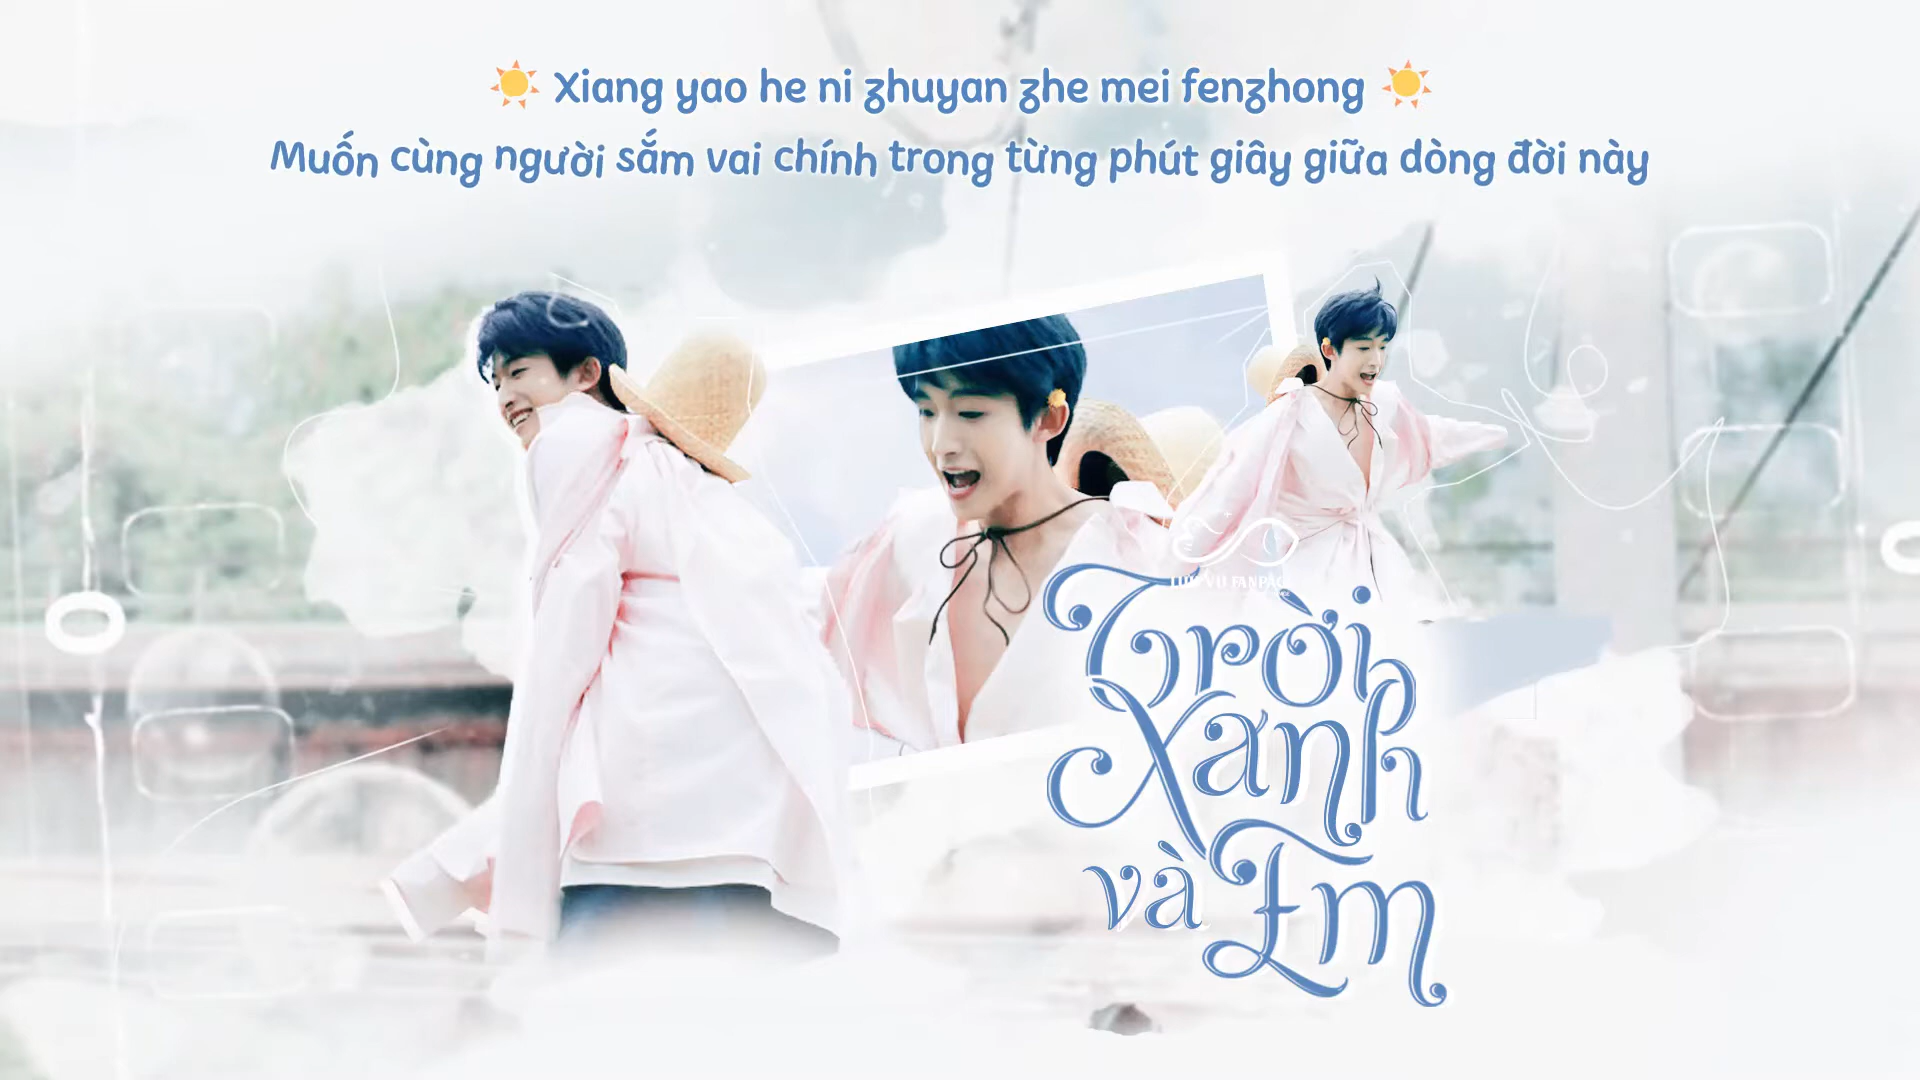 Xiang yao he ni zhuyan zhe mei fenzhong
Muốn cùng người sắm vai chính trong từng phút giây giữa dòng đời này
Trời
Xanh
và Em